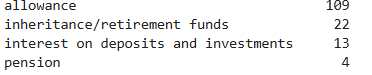 allowance 109
inheritance/retirement funds 22
interest on deposits and investments 13
pension 4